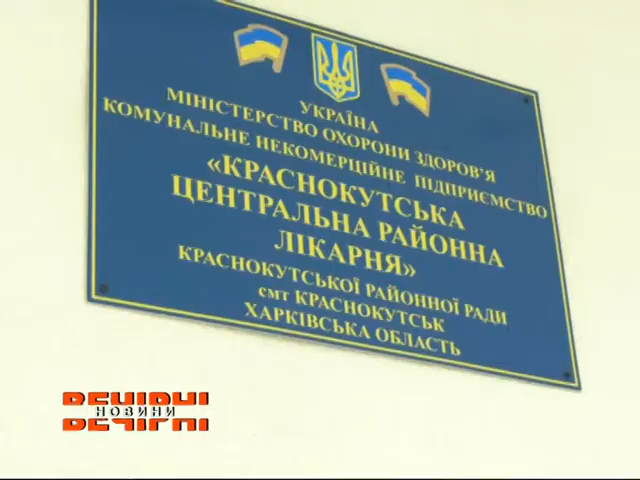 УКРАЇНА
МІНІСТЕРСТВО ОХОРОНИ ЗДОРОВ'Я
КОМУНАЛЬНЕ НЕКОМЕРЦІЙНЕ ПІДПРИЄМСТВО
«КРАСНОКУТСЬКА
ЦЕНТРАЛЬНА РАЙОННА
ЛІКАРНЯ»
КРАСНОКУТСЬКОЇ РАЙОННОЇ РАДИ
смт КРАСНОКУТСЬК
ХАРКІВСЬКА ОБЛАСТЬ
ВЕЧІРНІ
НОВИНИ
ВЕЧІРНІ